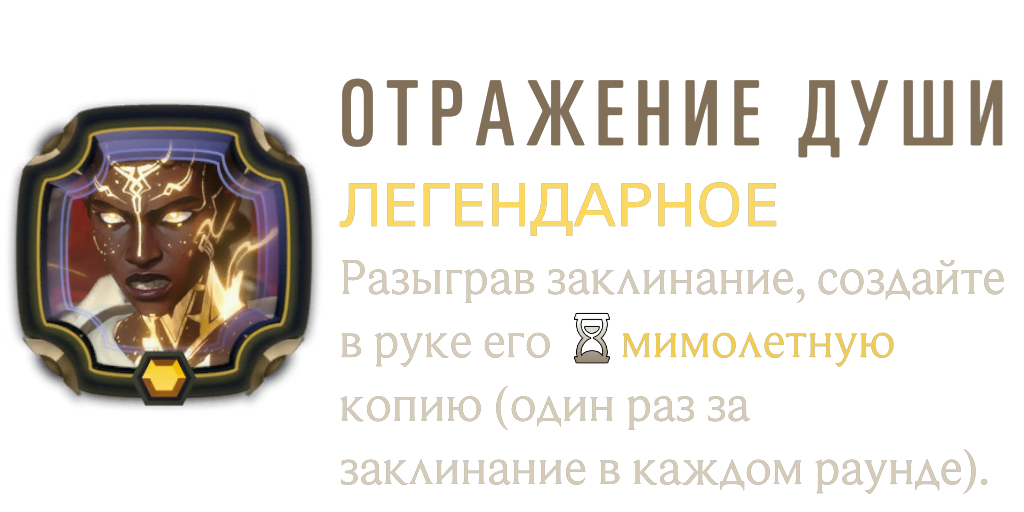 ОТРАЖЕНИЕ ДУШИ
ЛЕГЕНДАРНОЕ
Разыграв заклинание, создайте
в руке его мимолетную
копию (один раз за
заклинание в каждом раунде).